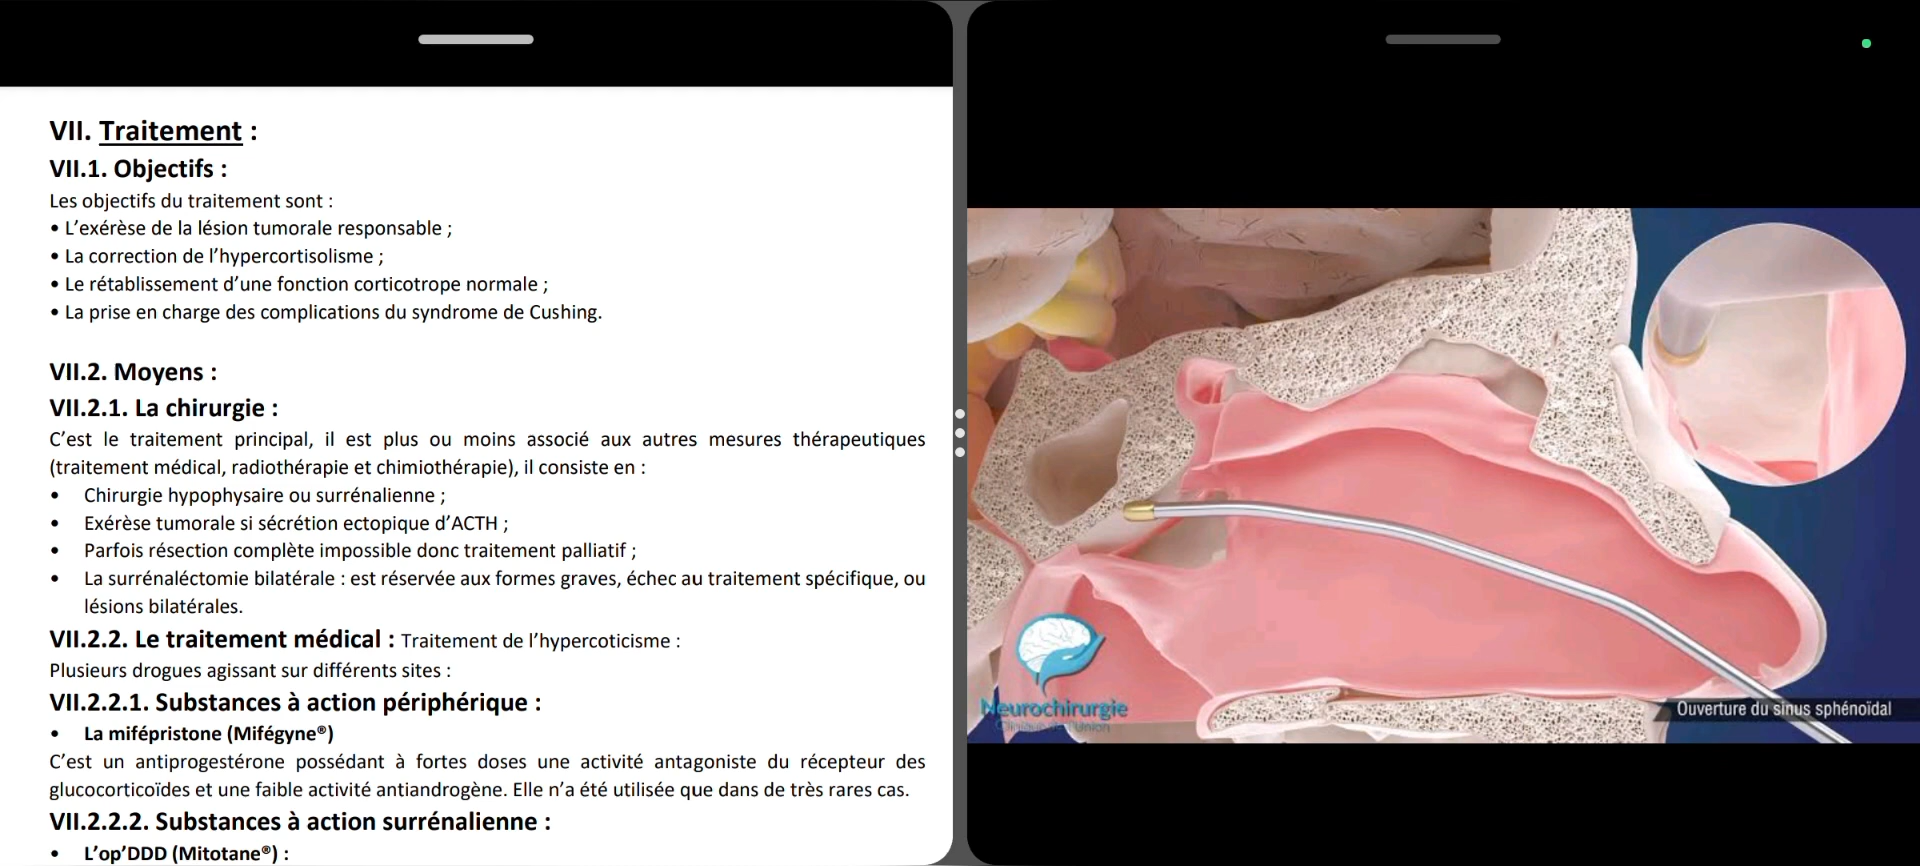 VII. Traitement :
VII.1. Objectifs :
Les objectifs du traitement sont :
• L’exérèse de la lésion tumorale responsable ;
• La correction de l’hypercortisolisme ;
• Le rétablissement d’une fonction corticotrope normale ;
• La prise en charge des complications du syndrome de Cushing.
VII.2. Moyens :
VII.2.1. La chirurgie :
C’est le traitement principal, il est plus ou moins associé aux autres mesures thérapeutiques
(traitement médical, radiothérapie et chimiothérapie), il consiste en :
• Chirurgie hypophysaire ou surrénalienne ;
• Exérèse tumorale si sécrétion ectopique d’ACTH ;
• Parfois résection complète impossible donc traitement palliatif ;
• La surrénaléctomie bilatérale : est réservée aux formes graves, échec au traitement spécifique, ou
lésions bilatérales.
VII.2.2. Le traitement médical : Traitement de l’hypercoticisme :
Plusieurs drogues agissant sur différents sites :
VII.2.2.1. Substances à action périphérique :
• La mifépristone (Mifégyne®)
C’est un antiprogestérone possédant à fortes doses une activité antagoniste du récepteur des
glucocorticoïdes et une faible activité antiandrogène. Elle n’a été utilisée que dans de très rares cas.
VII.2.2.2. Substances à action surrénalienne :
• L’op’DDD (Mitotane®) :
Neurochirurgie
Clinique de l'Union
Ouverture du sinus sphénoïdal